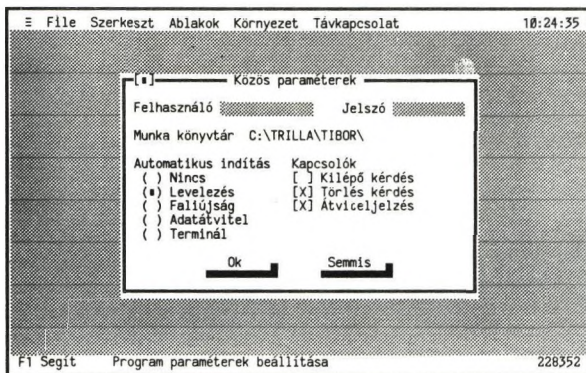 ≡ File Szerkeszt Ablakok Környezet Távkapcsolat 10:24:35
[▪] Közös paraméterek
Felhasználó Jelszó
Munka könyvtár C:\TRILLA\TIBOR\
Automatikus indítás Kapcsolók
( ) Nincs [ ] Kilépő kérdés
(▪) Levelezés [X] Törlés kérdés
( ) Faliújság [X] Átviceljelzés
( ) Adatátvitel
( ) Terminál
Ok Semmis
F1 Segít Program paraméterek beállítása 228352